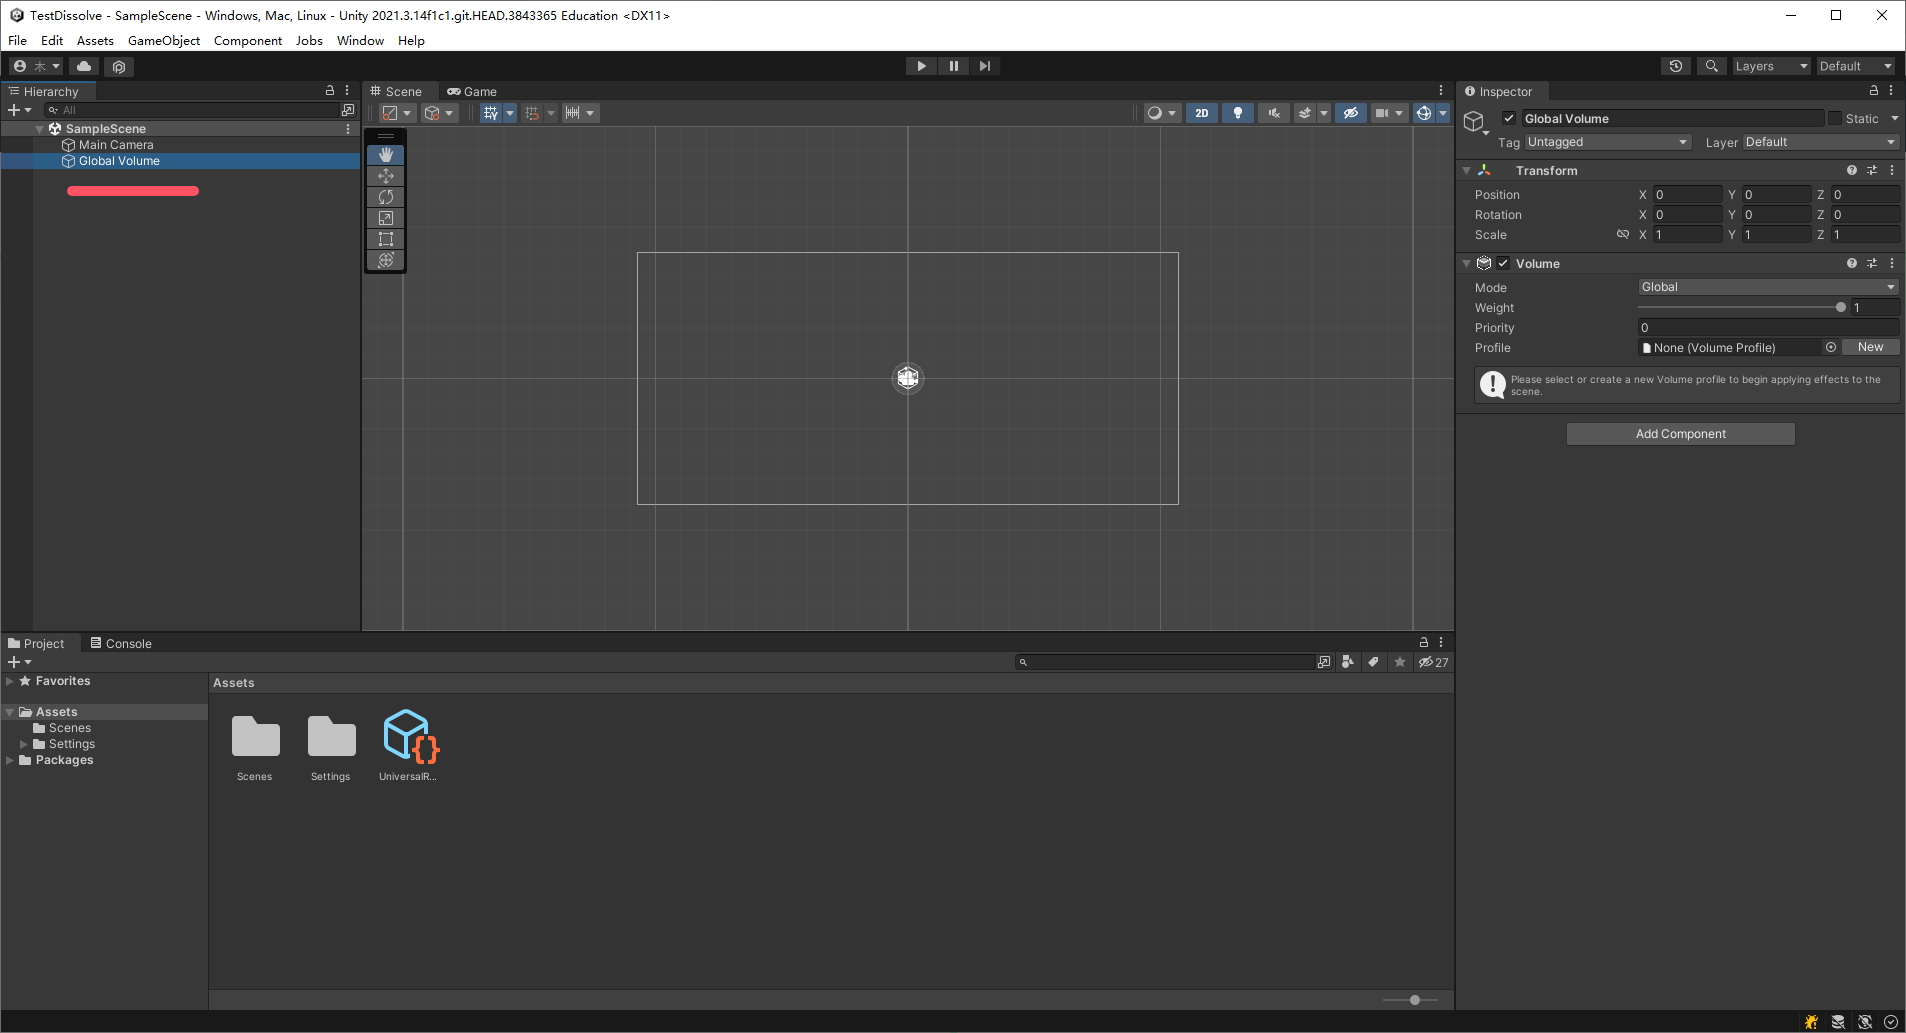 TestDissolve - SampleScene - Windows, Mac, Linux - Unity 2021.3.14f1c1.git.HEAD.3843365 Education <DX11>
File Edit Assets GameObject Component Jobs Window Help
木 Layers Default
Hierarchy
All
SampleScene
Main Camera
Global Volume
Scene Game
2D
Inspector
Global Volume Static
Tag Untagged Layer Default
Transform
Position X 0 Y 0 Z 0
Rotation X 0 Y 0 Z 0
Scale X 1 Y 1 Z 1
Volume
Mode Global
Weight 1
Priority 0
Profile None (Volume Profile) New
Please select or create a new Volume profile to begin applying effects to the
scene.
Add Component
Project Console
27
Favorites
Assets
Scenes
Settings
Packages
Assets
Scenes Settings UniversalR...